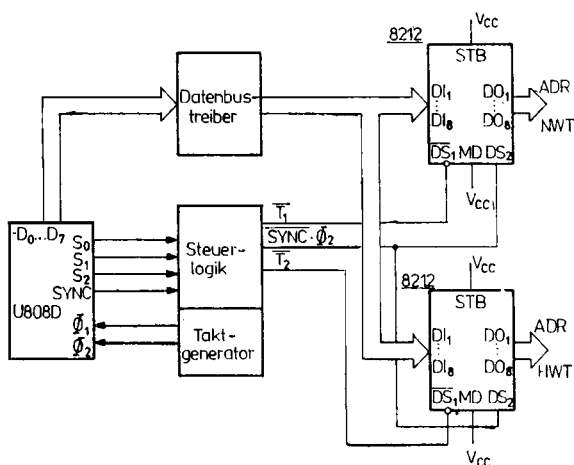 8212
Vcc
STB
DI1
DO1
DI8
DO8
ADR
NWT
DS1 MD DS2
Vcc
Datenbus-
treiber
D0...D7
S0
S1
S2
SYNC
U808D
Φ1
Φ2
Steuer-
logik
Takt-
generator
T1
SYNC·Φ2
T2
8212
Vcc
STB
DI1
DO1
DI8
DO8
ADR
HWT
DS1 MD DS2
Vcc